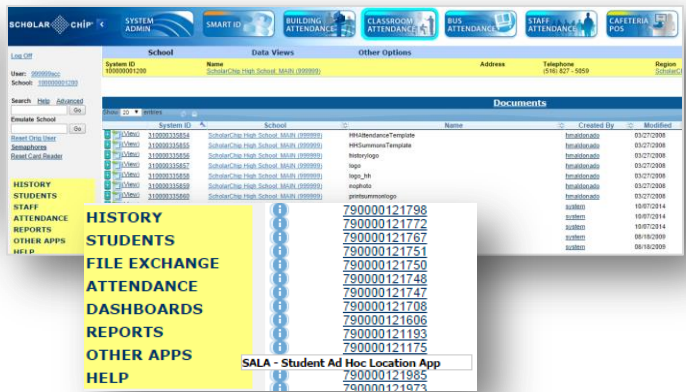 SCHOLAR CHIP
SYSTEM ADMIN
SMART ID
BUILDING ATTENDANCE
CLASSROOM ATTENDANCE
BUS ATTENDANCE
STAFF ATTENDANCE
CAFETERIA POS
Log Off
User: 999999scc
School: 100000001200
Search Help Advanced
Go
Emulate School
Go
Reset Orig User
Semaphores
Reset Card Reader
HISTORY
STUDENTS
STAFF
ATTENDANCE
REPORTS
OTHER APPS
HELP
School Data Views Other Options
System ID Name Address Telephone Region
100000001200 ScholarChip High School: MAIN (999999) (516) 827 - 5059
Documents
Show 20 entries
System ID School Name Created By Modified
(View) 310000335854 ScholarChip High School: MAIN (999999) HHAttendanceTemplate hmaldonado 03/27/2008
(View) 310000335855 ScholarChip High School: MAIN (999999) HHSummonsTemplate hmaldonado 03/27/2008
(View) 310000335856 ScholarChip High School: MAIN (999999) historylogo hmaldonado 03/27/2008
(View) 310000335857 ScholarChip High School: MAIN (999999) logo hmaldonado 03/27/2008
(View) 310000335858 ScholarChip High School: MAIN (999999) logo_hh hmaldonado 03/27/2008
(View) 310000335859 ScholarChip High School: MAIN (999999) nophoto hmaldonado 03/27/2008
(View) 310000335860 ScholarChip High School: MAIN (999999) printsummonlogo hmaldonado 03/27/2008
system 10/07/2014
system 10/07/2014
system 10/07/2014
system 08/18/2009
system 08/18/2009
HISTORY
STUDENTS
FILE EXCHANGE
ATTENDANCE
DASHBOARDS
REPORTS
OTHER APPS
HELP
790000121798
790000121772
790000121767
790000121751
790000121750
790000121748
790000121747
790000121708
790000121606
790000121193
790000121175
SALA - Student Ad Hoc Location App
790000121985
790000121973